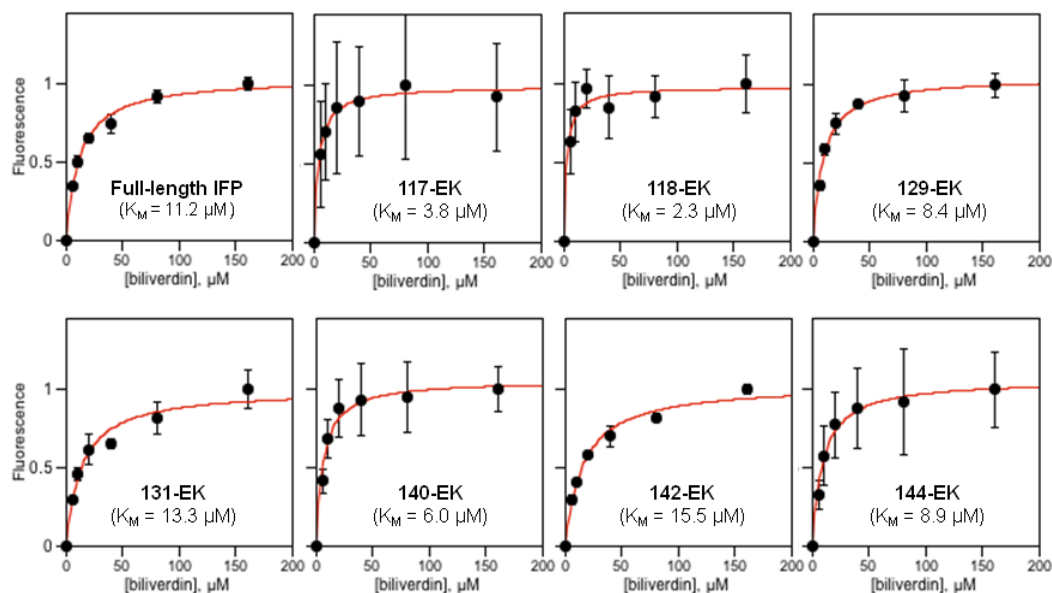 Fluorescence
1
0.5
0
Full-length IFP
(KM = 11.2 µM)
0 50 100 150 200
[biliverdin], µM
117-EK
(KM = 3.8 µM)
0 50 100 150 200
[biliverdin], µM
118-EK
(KM = 2.3 µM)
0 50 100 150 200
[biliverdin], µM
129-EK
(KM = 8.4 µM)
0 50 100 150 200
[biliverdin], µM
Fluorescence
1
0.5
0
131-EK
(KM = 13.3 µM)
0 50 100 150 200
[biliverdin], µM
140-EK
(KM = 6.0 µM)
0 50 100 150 200
[biliverdin], µM
142-EK
(KM = 15.5 µM)
0 50 100 150 200
[biliverdin], µM
144-EK
(KM = 8.9 µM)
0 50 100 150 200
[biliverdin], µM